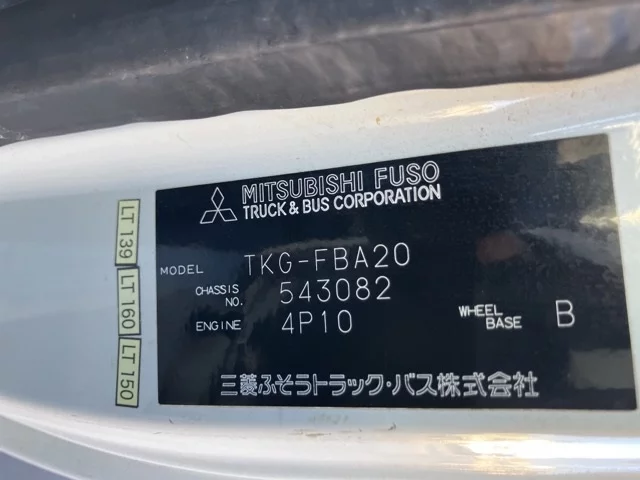 MITSUBISHI FUSO
TRUCK & BUS CORPORATION
MODEL TKG-FBA20
CHASSIS NO. 543082
ENGINE 4P10 WHEEL BASE B
三菱ふそうトラック・バス株式会社
LT 139
LT 160
LT 150